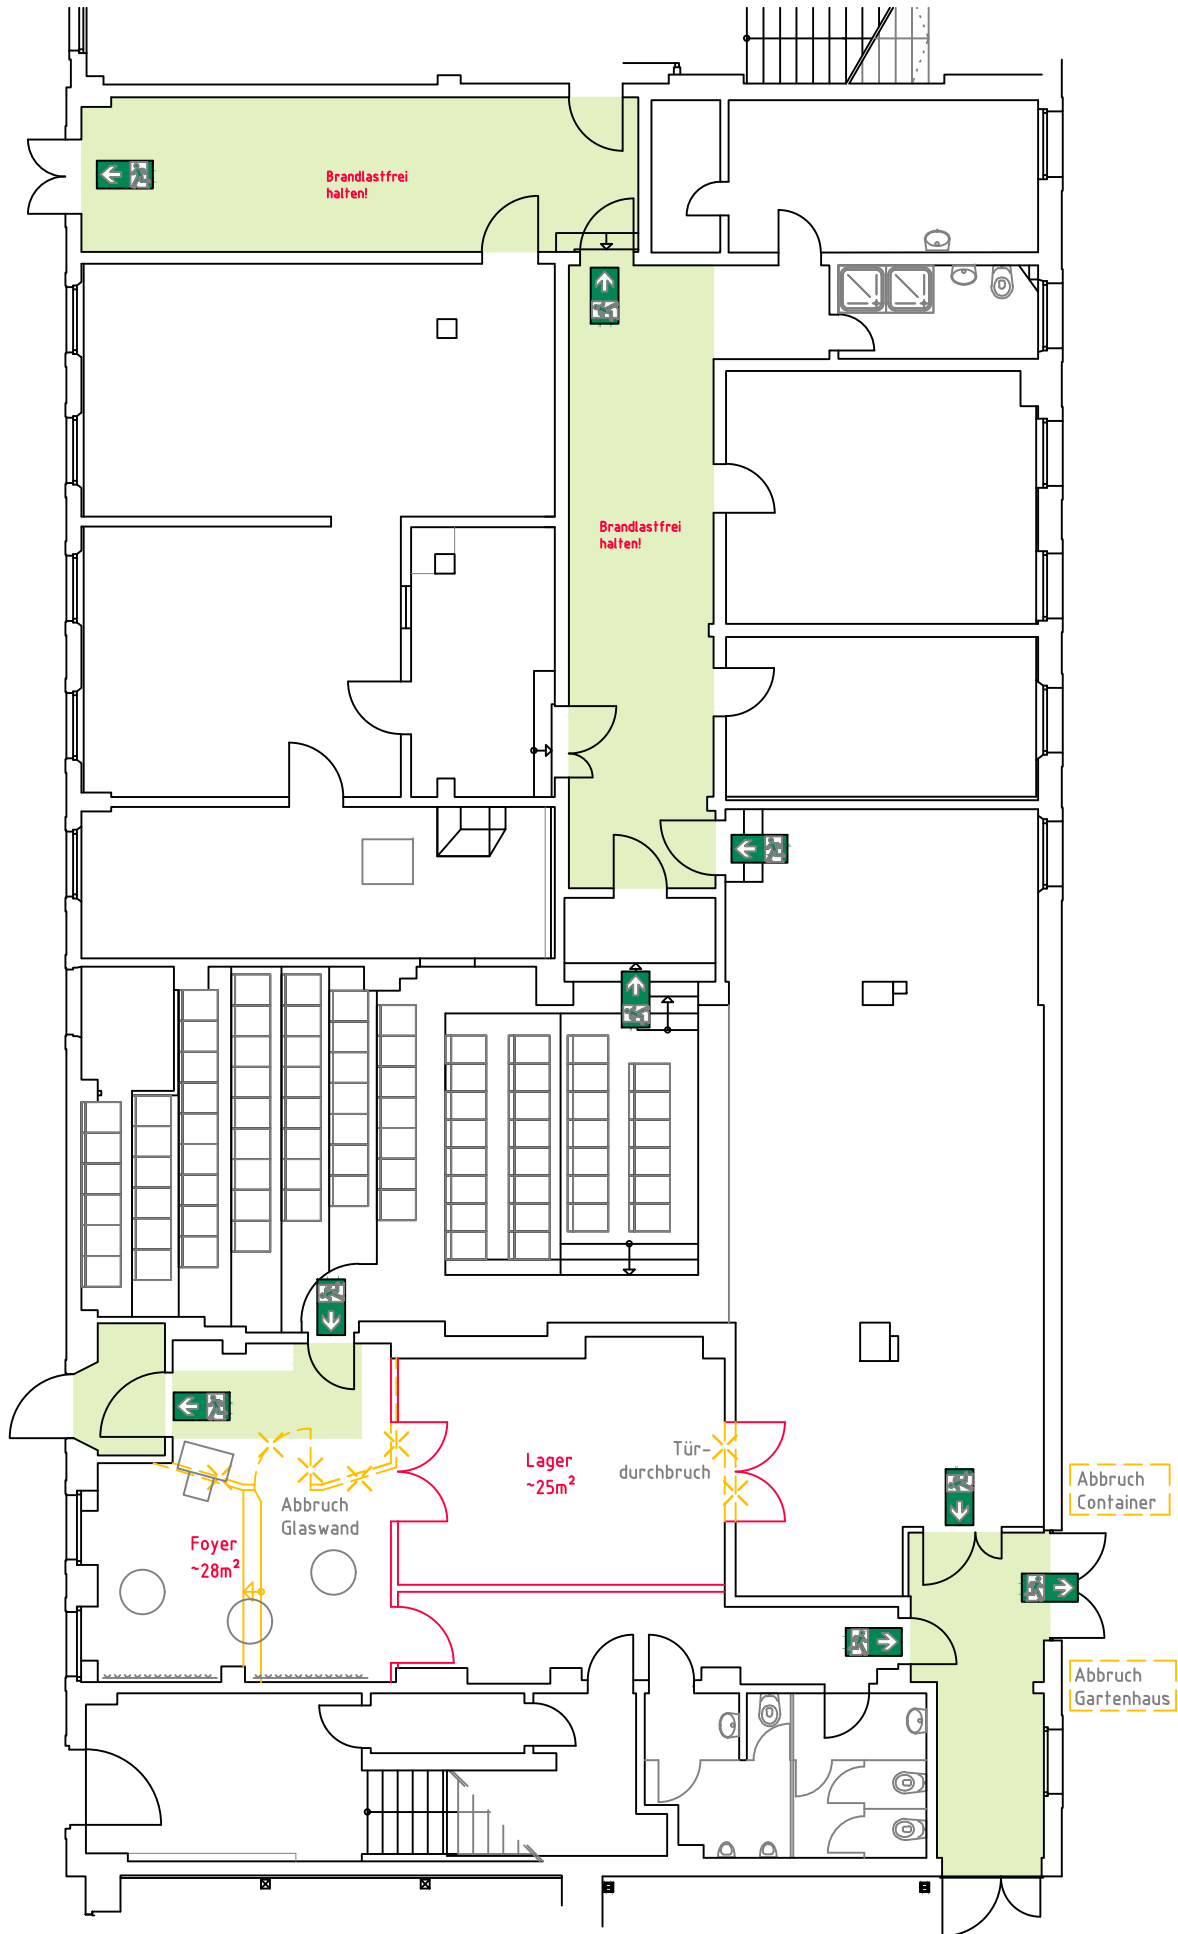 Brandlastfrei
halten!
Brandlastfrei
halten!
Tür-
durchbruch
Lager
~25m²
Abbruch
Container
Abbruch
Glaswand
Foyer
~28m²
Abbruch
Gartenhaus